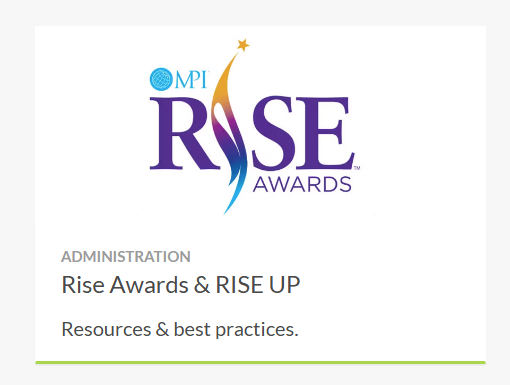 MPI
RISE
AWARDS
ADMINISTRATION
Rise Awards & RISE UP
Resources & best practices.